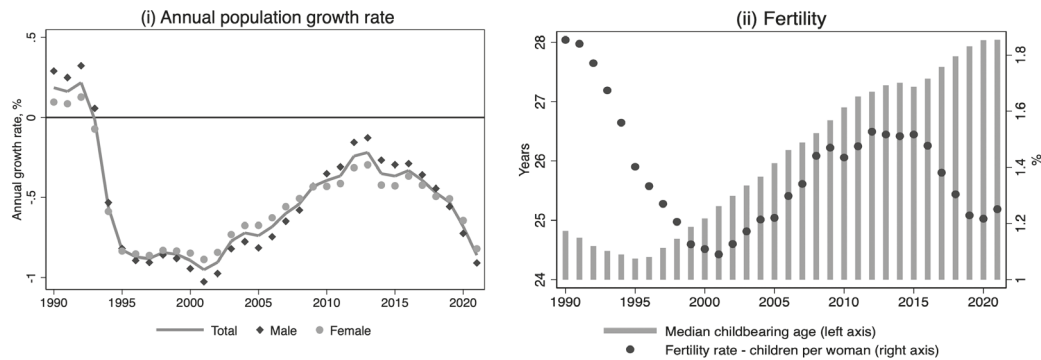 (i) Annual population growth rate
Annual growth rate, %
.5
0
-.5
-1
1990 1995 2000 2005 2010 2015 2020
Total Male Female
(ii) Fertility
Years
28
27
26
25
24
1.8
1.6
1.4
1.2
1
%
1990 1995 2000 2005 2010 2015 2020
Median childbearing age (left axis)
Fertility rate - children per woman (right axis)